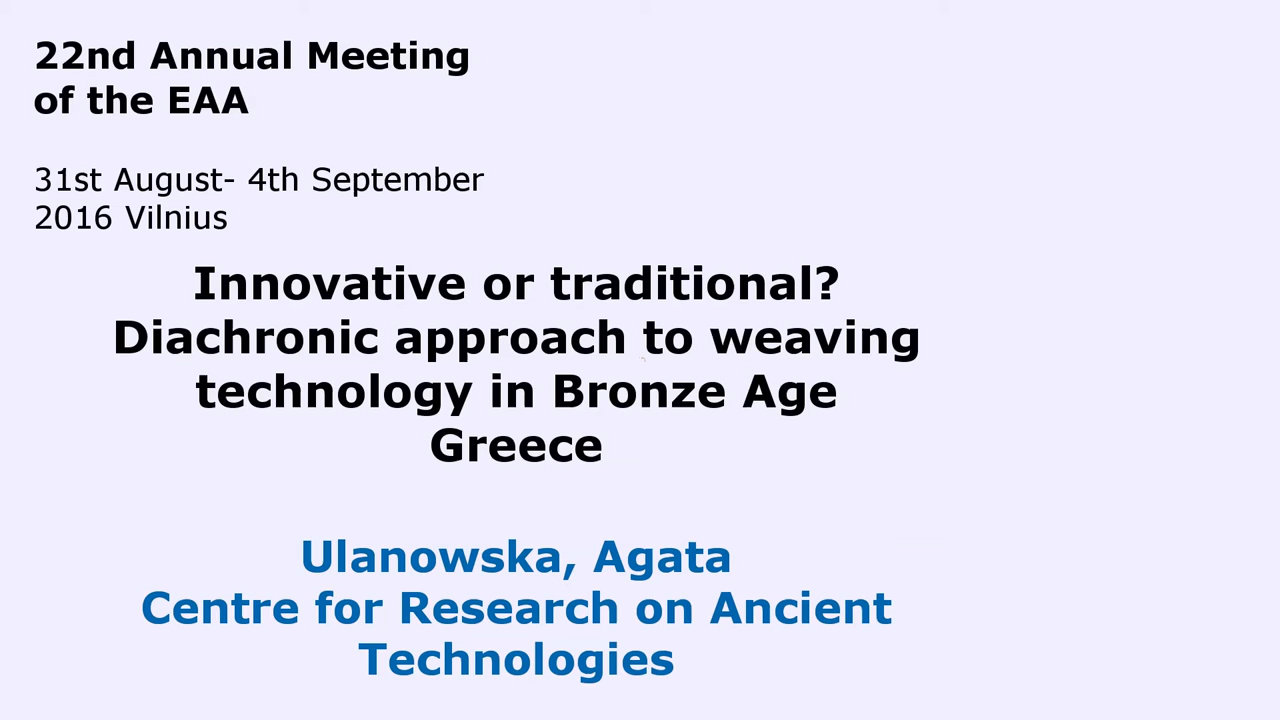 22nd Annual Meeting
of the EAA
31st August- 4th September
2016 Vilnius
Innovative or traditional?
Diachronic approach to weaving
technology in Bronze Age
Greece
Ulanowska, Agata
Centre for Research on Ancient
Technologies